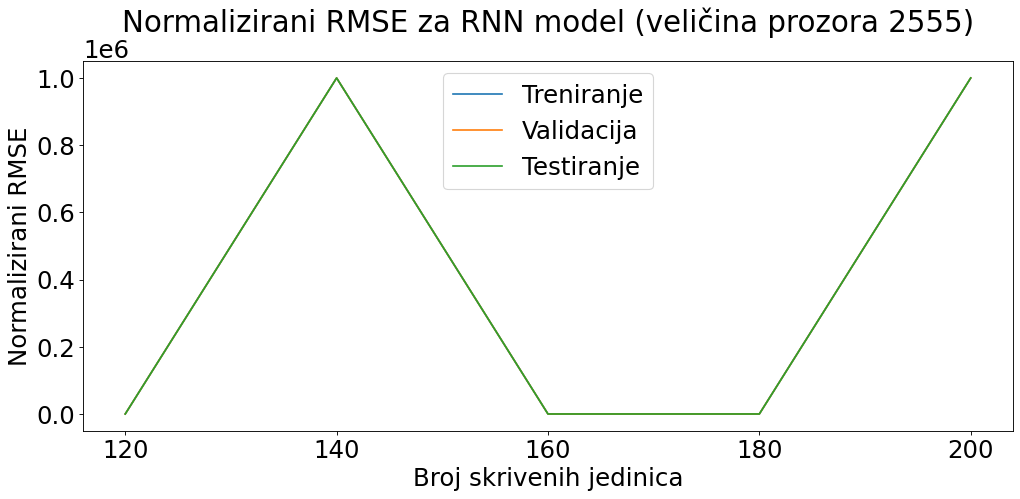 Normalizirani RMSE za RNN model (veličina prozora 2555)
1e6
1.0
0.8
0.6
0.4
0.2
0.0
Normalizirani RMSE
Treniranje
Validacija
Testiranje
120 140 160 180 200
Broj skrivenih jedinica